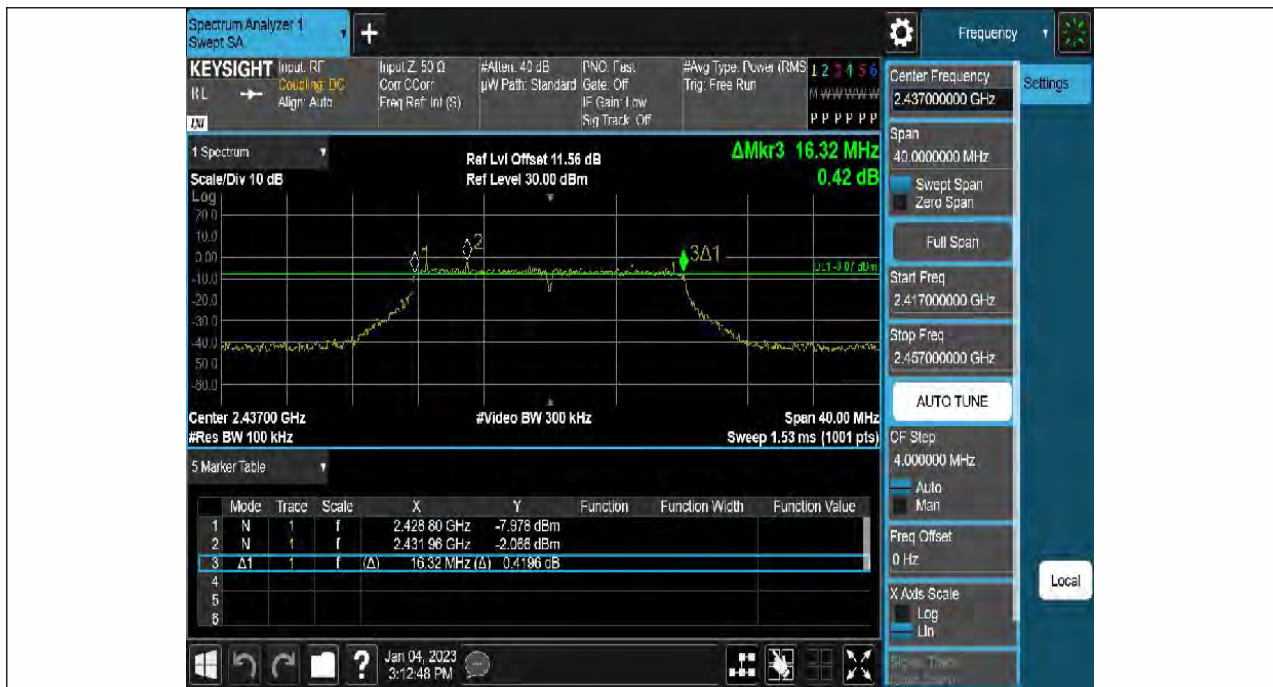 Spectrum Analyzer 1
Swept SA
+
Frequency
KEYSIGHT
RL
LXI
Input: RF
Coupling: DC
Align: Auto
Input Z: 50 Ω
Corr CCorr
Freq Ref: Int (S)
#Atten: 40 dB
µW Path: Standard
PNO: Fast
Gate: Off
IF Gain: Low
Sig Track: Off
#Avg Type: Power (RMS
Trig: Free Run
1 2 3 4 5 6
M W W W W W
P P P P P P
1 Spectrum
Scale/Div 10 dB
Ref Lvl Offset 11.56 dB
Ref Level 30.00 dBm
ΔMkr3 16.32 MHz
0.42 dB
Log
20.0
10.0
0.00
-10.0
-20.0
-30.0
-40.0
-50.0
-60.0
1
2
3Δ1
Center 2.43700 GHz
#Res BW 100 kHz
#Video BW 300 kHz
Span 40.00 MHz
Sweep 1.53 ms (1001 pts)
5 Marker Table
Mode Trace Scale X Y Function Function Width Function Value
1 N 1 f 2.428 80 GHz -7.978 dBm
2 N 1 f 2.431 96 GHz -2.066 dBm
3 Δ1 1 f (Δ) 16.32 MHz (Δ) 0.4196 dB
4
5
6
Jan 04, 2023
3:12:48 PM
Center Frequency
2.437000000 GHz
Settings
Span
40.0000000 MHz
Swept Span
Zero Span
Full Span
Start Freq
2.417000000 GHz
Stop Freq
2.457000000 GHz
AUTO TUNE
CF Step
4.000000 MHz
Auto
Man
Freq Offset
0 Hz
X Axis Scale
Log
Lin
Local